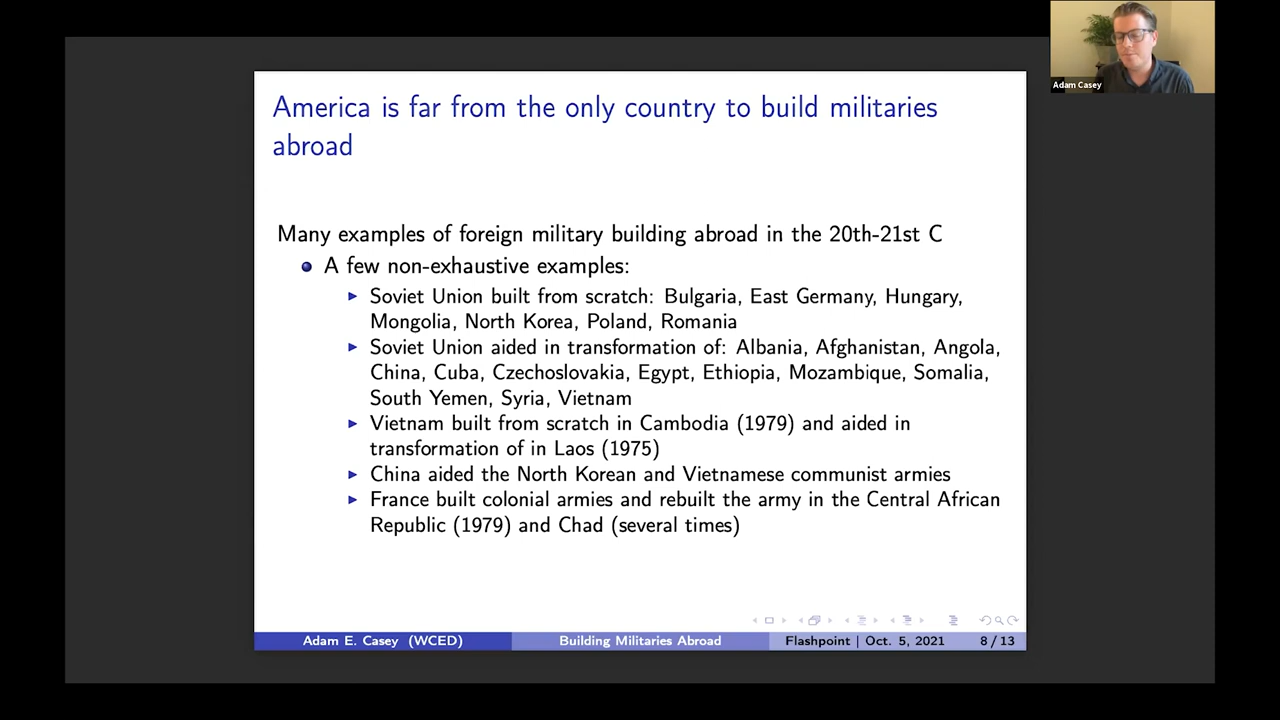 Adam Casey
America is far from the only country to build militaries
abroad
Many examples of foreign military building abroad in the 20th-21st C
A few non-exhaustive examples:
Soviet Union built from scratch: Bulgaria, East Germany, Hungary,
Mongolia, North Korea, Poland, Romania
Soviet Union aided in transformation of: Albania, Afghanistan, Angola,
China, Cuba, Czechoslovakia, Egypt, Ethiopia, Mozambique, Somalia,
South Yemen, Syria, Vietnam
Vietnam built from scratch in Cambodia (1979) and aided in
transformation of in Laos (1975)
China aided the North Korean and Vietnamese communist armies
France built colonial armies and rebuilt the army in the Central African
Republic (1979) and Chad (several times)
Adam E. Casey (WCED) Building Militaries Abroad Flashpoint | Oct. 5, 2021 8 / 13